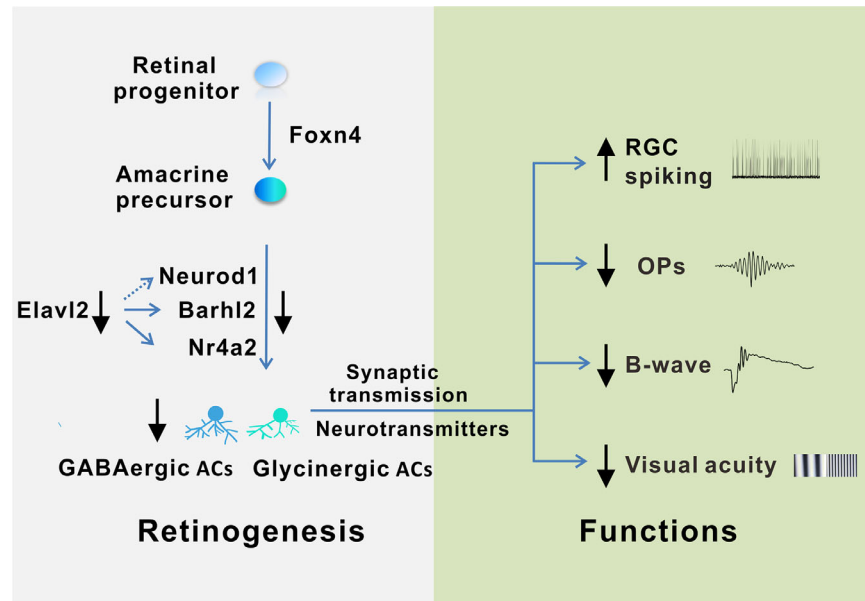 Retinal
progenitor
Foxn4
Amacrine
precursor
Neurod1
Elavl2
Barhl2
Nr4a2
Synaptic
transmission
Neurotransmitters
GABAergic ACs
Glycinergic ACs
Retinogenesis
RGC
spiking
OPs
B-wave
Visual acuity
Functions